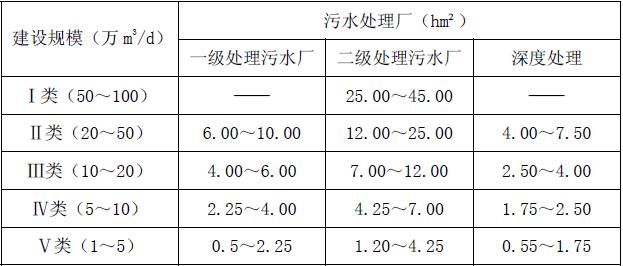 建设规模（万 m³/d） 污水处理厂（hm²）
一级处理污水厂 二级处理污水厂 深度处理
Ⅰ类（50～100） —— 25.00～45.00 ——
Ⅱ类（20～50） 6.00～10.00 12.00～25.00 4.00～7.50
Ⅲ类（10～20） 4.00～6.00 7.00～12.00 2.50～4.00
Ⅳ类（5～10） 2.25～4.00 4.25～7.00 1.75～2.50
Ⅴ类（1～5） 0.5～2.25 1.20～4.25 0.55～1.75